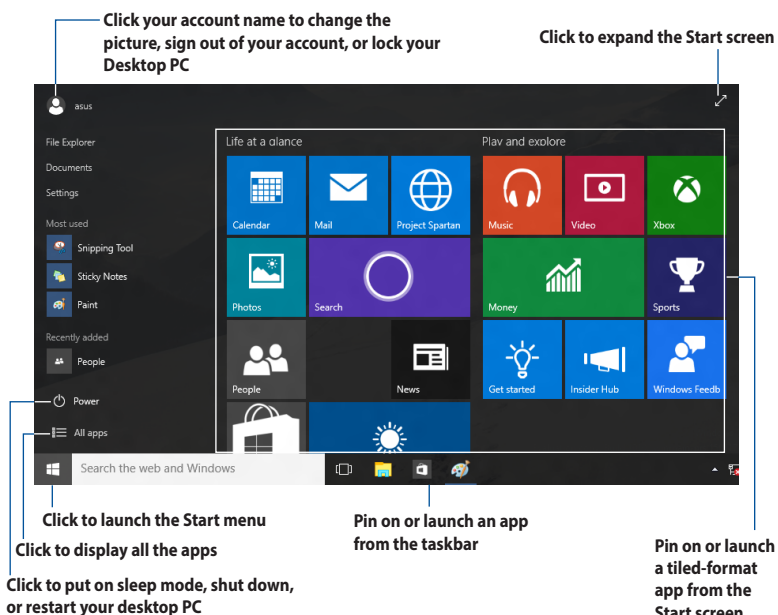 Click your account name to change the
picture, sign out of your account, or lock your
Desktop PC
Click to expand the Start screen
asus
File Explorer
Documents
Settings
Most used
Snipping Tool
Sticky Notes
Paint
Recently added
People
Power
All apps
Life at a glance
Calendar
Mail
Project Spartan
Photos
Search
People
News
Play and explore
Music
Video
Xbox
Money
Sports
Get started
Insider Hub
Windows Feedb
Search the web and Windows
Click to launch the Start menu
Click to display all the apps
Click to put on sleep mode, shut down,
or restart your desktop PC
Pin on or launch an app
from the taskbar
Pin on or launch
a tiled-format
app from the
Start screen